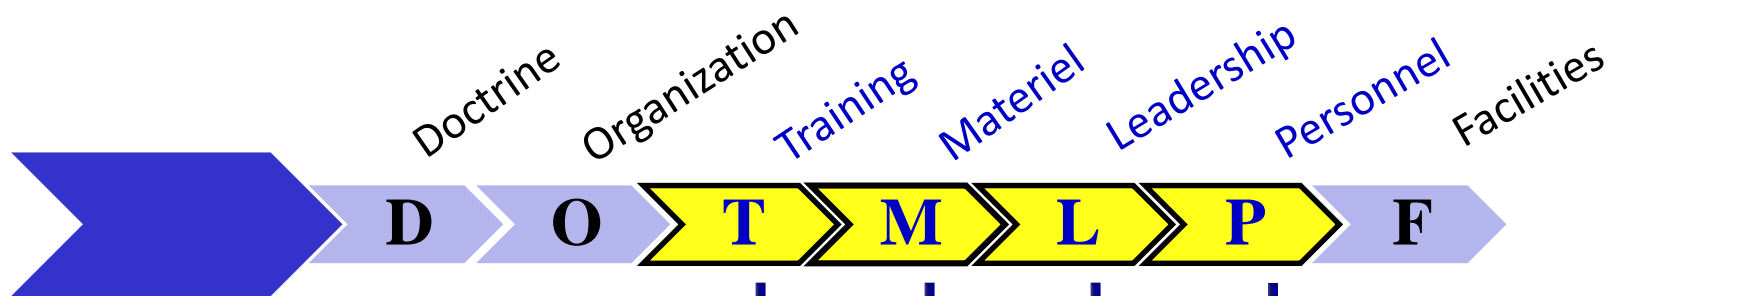 Doctrine
Organization
Training
Materiel
Leadership
Personnel
Facilities
D O T M L P F